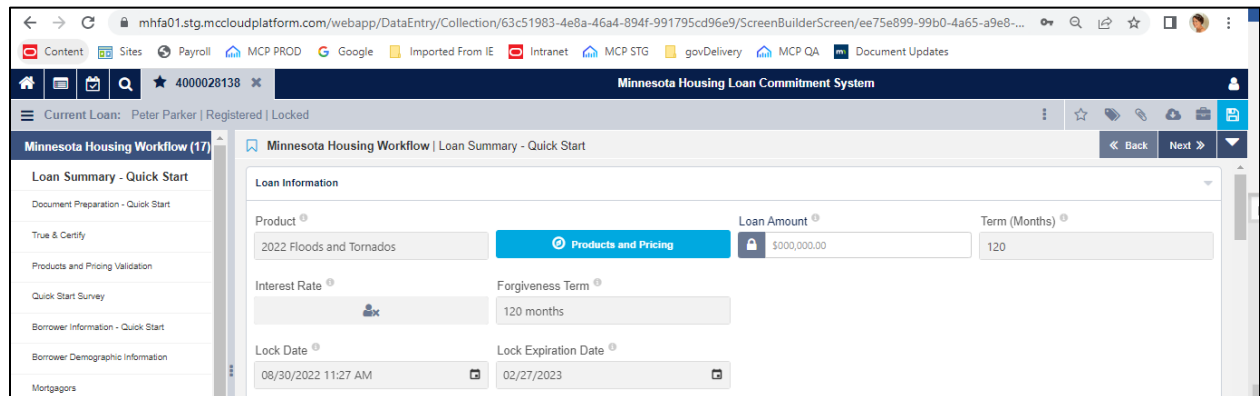 mhfa01.stg.mccloudplatform.com/webapp/DataEntry/Collection/63c51983-4e8a-46a4-894f-991795cd96e9/ScreenBuilderScreen/ee75e899-99b0-4a65-a9e8-...
Content Sites Payroll MCP PROD Google Imported From IE Intranet MCP STG govDelivery MCP QA Document Updates
4000028138 Minnesota Housing Loan Commitment System
Current Loan: Peter Parker | Registered | Locked
Minnesota Housing Workflow (17) Minnesota Housing Workflow | Loan Summary - Quick Start Back Next
Loan Summary - Quick Start
Document Preparation - Quick Start
True & Certify
Products and Pricing Validation
Quick Start Survey
Borrower Information - Quick Start
Borrower Demographic Information
Mortgagors
Loan Information
Product Loan Amount Term (Months)
2022 Floods and Tornados Products and Pricing $000,000.00 120
Interest Rate Forgiveness Term
120 months
Lock Date Lock Expiration Date
08/30/2022 11:27 AM 02/27/2023